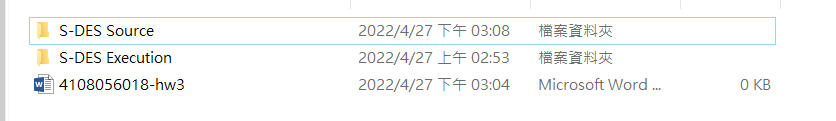 S-DES Source 2022/4/27 下午 03:08 檔案資料夾
S-DES Execution 2022/4/27 上午 02:53 檔案資料夾
4108056018-hw3 2022/4/27 下午 03:04 Microsoft Word ... 0 KB